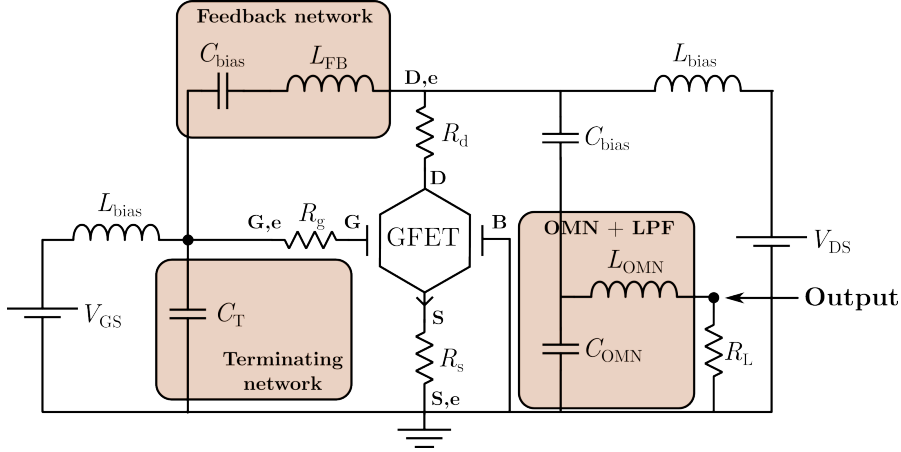 Feedback network
C_bias
L_FB
D,e
L_bias
R_d
C_bias
D
L_bias
G,e
R_g
G
GFET
B
OMN + LPF
V_DS
L_OMN
Output
V_GS
C_T
S
R_s
C_OMN
R_L
Terminating
network
S,e